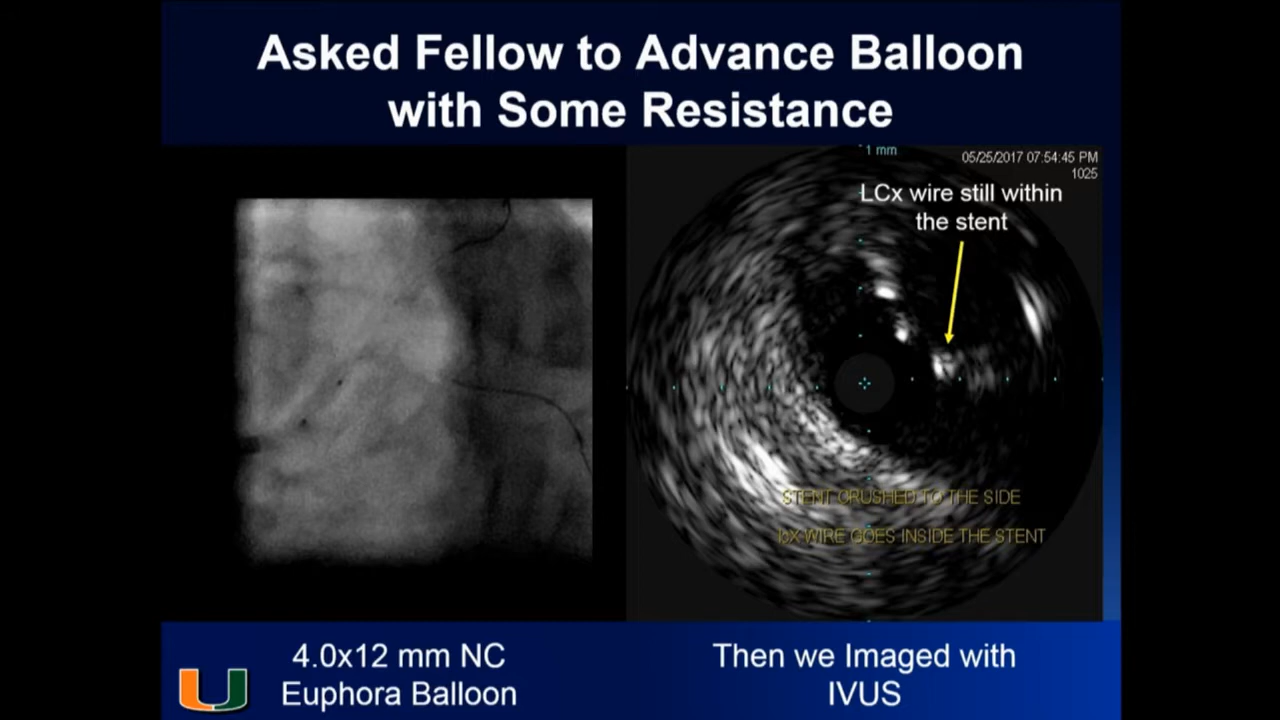 Asked Fellow to Advance Balloon
with Some Resistance
1 mm
05/25/2017 07:54:45 PM
1025
LCx wire still within
the stent
STENT CRUSHED TO THE SIDE
lcX WIRE GOES INSIDE THE STENT
4.0x12 mm NC
Euphora Balloon
Then we Imaged with
IVUS